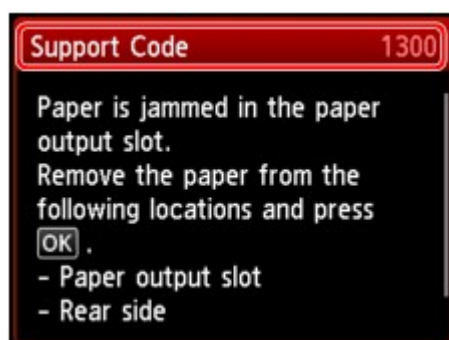 Support Code 1300
Paper is jammed in the paper
output slot.
Remove the paper from the
following locations and press
OK .
– Paper output slot
– Rear side